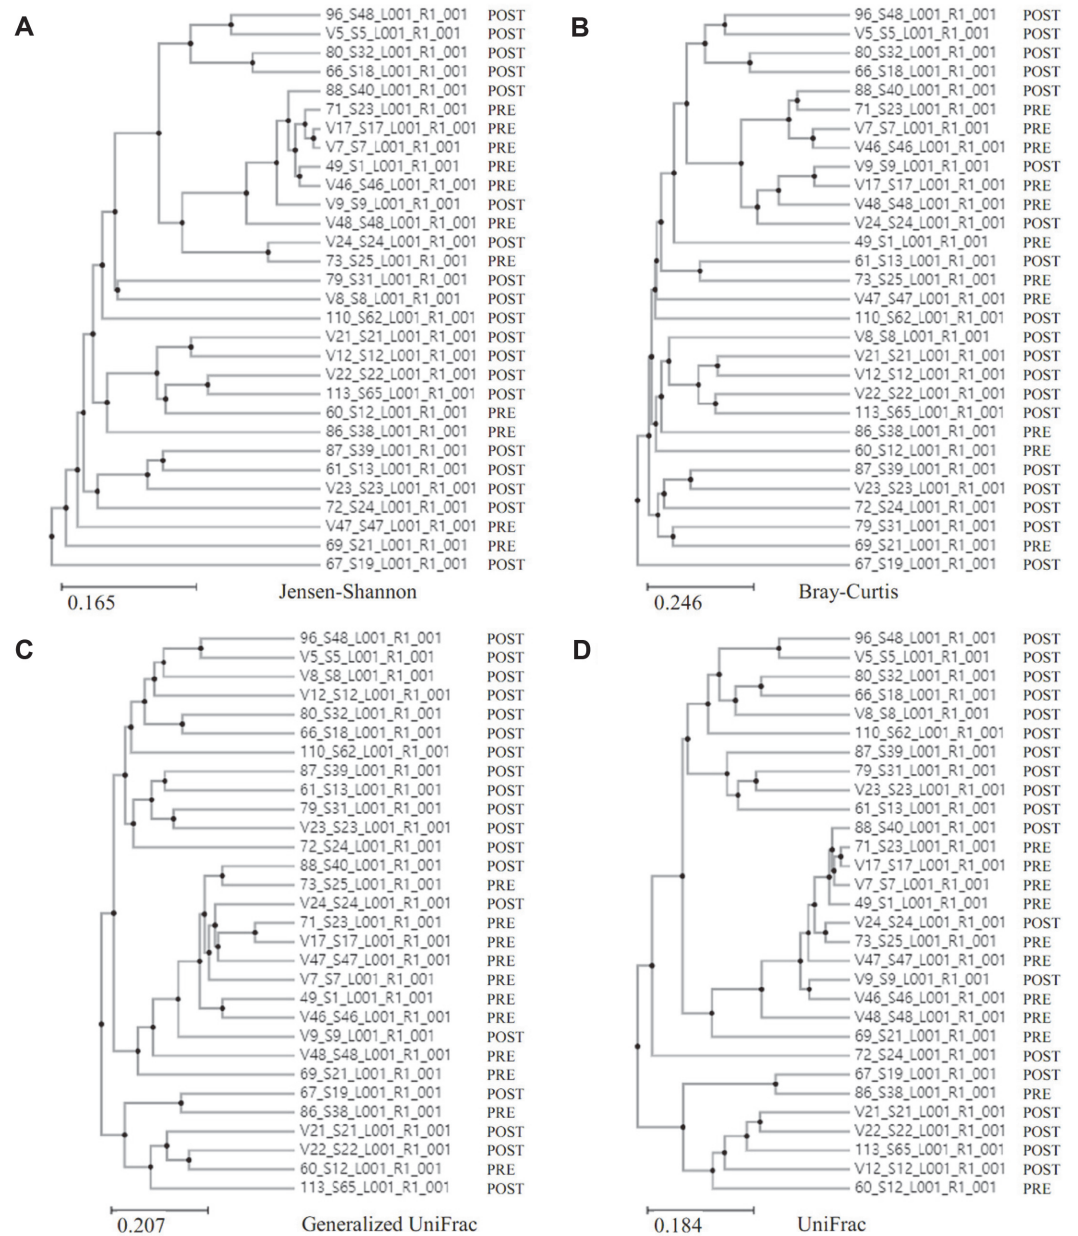 A
96_S48_L001_R1_001 POST
V5_S5_L001_R1_001 POST
80_S32_L001_R1_001 POST
66_S18_L001_R1_001 POST
88_S40_L001_R1_001 POST
71_S23_L001_R1_001 PRE
V17_S17_L001_R1_001 PRE
V7_S7_L001_R1_001 PRE
49_S1_L001_R1_001 PRE
V46_S46_L001_R1_001 PRE
V9_S9_L001_R1_001 POST
V48_S48_L001_R1_001 PRE
V24_S24_L001_R1_001 POST
73_S25_L001_R1_001 PRE
79_S31_L001_R1_001 POST
V8_S8_L001_R1_001 POST
110_S62_L001_R1_001 POST
V21_S21_L001_R1_001 POST
V12_S12_L001_R1_001 POST
V22_S22_L001_R1_001 POST
113_S65_L001_R1_001 POST
60_S12_L001_R1_001 PRE
86_S38_L001_R1_001 PRE
87_S39_L001_R1_001 POST
61_S13_L001_R1_001 POST
V23_S23_L001_R1_001 POST
72_S24_L001_R1_001 POST
V47_S47_L001_R1_001 PRE
69_S21_L001_R1_001 PRE
67_S19_L001_R1_001 POST
0.165
Jensen-Shannon
B
96_S48_L001_R1_001 POST
V5_S5_L001_R1_001 POST
80_S32_L001_R1_001 POST
66_S18_L001_R1_001 POST
88_S40_L001_R1_001 POST
71_S23_L001_R1_001 PRE
V7_S7_L001_R1_001 PRE
V46_S46_L001_R1_001 PRE
V9_S9_L001_R1_001 POST
V17_S17_L001_R1_001 PRE
V48_S48_L001_R1_001 PRE
V24_S24_L001_R1_001 POST
49_S1_L001_R1_001 PRE
61_S13_L001_R1_001 POST
73_S25_L001_R1_001 PRE
V47_S47_L001_R1_001 PRE
110_S62_L001_R1_001 POST
V8_S8_L001_R1_001 POST
V21_S21_L001_R1_001 POST
V12_S12_L001_R1_001 POST
V22_S22_L001_R1_001 POST
113_S65_L001_R1_001 POST
86_S38_L001_R1_001 PRE
60_S12_L001_R1_001 PRE
87_S39_L001_R1_001 POST
V23_S23_L001_R1_001 POST
72_S24_L001_R1_001 POST
79_S31_L001_R1_001 POST
69_S21_L001_R1_001 PRE
67_S19_L001_R1_001 POST
0.246
Bray-Curtis
C
96_S48_L001_R1_001 POST
V5_S5_L001_R1_001 POST
V8_S8_L001_R1_001 POST
V12_S12_L001_R1_001 POST
80_S32_L001_R1_001 POST
66_S18_L001_R1_001 POST
110_S62_L001_R1_001 POST
87_S39_L001_R1_001 POST
61_S13_L001_R1_001 POST
79_S31_L001_R1_001 POST
V23_S23_L001_R1_001 POST
72_S24_L001_R1_001 POST
88_S40_L001_R1_001 POST
73_S25_L001_R1_001 PRE
V24_S24_L001_R1_001 POST
71_S23_L001_R1_001 PRE
V17_S17_L001_R1_001 PRE
V47_S47_L001_R1_001 PRE
V7_S7_L001_R1_001 PRE
49_S1_L001_R1_001 PRE
V46_S46_L001_R1_001 PRE
V9_S9_L001_R1_001 POST
V48_S48_L001_R1_001 PRE
69_S21_L001_R1_001 PRE
67_S19_L001_R1_001 POST
86_S38_L001_R1_001 PRE
V21_S21_L001_R1_001 POST
V22_S22_L001_R1_001 POST
60_S12_L001_R1_001 PRE
113_S65_L001_R1_001 POST
0.207
Generalized UniFrac
D
96_S48_L001_R1_001 POST
V5_S5_L001_R1_001 POST
80_S32_L001_R1_001 POST
66_S18_L001_R1_001 POST
V8_S8_L001_R1_001 POST
110_S62_L001_R1_001 POST
87_S39_L001_R1_001 POST
79_S31_L001_R1_001 POST
V23_S23_L001_R1_001 POST
61_S13_L001_R1_001 POST
88_S40_L001_R1_001 POST
71_S23_L001_R1_001 PRE
V17_S17_L001_R1_001 PRE
V7_S7_L001_R1_001 PRE
49_S1_L001_R1_001 PRE
V24_S24_L001_R1_001 POST
73_S25_L001_R1_001 PRE
V47_S47_L001_R1_001 PRE
V9_S9_L001_R1_001 POST
V46_S46_L001_R1_001 PRE
V48_S48_L001_R1_001 PRE
69_S21_L001_R1_001 PRE
72_S24_L001_R1_001 POST
67_S19_L001_R1_001 POST
86_S38_L001_R1_001 PRE
V21_S21_L001_R1_001 POST
V22_S22_L001_R1_001 POST
113_S65_L001_R1_001 POST
V12_S12_L001_R1_001 POST
60_S12_L001_R1_001 PRE
0.184
UniFrac